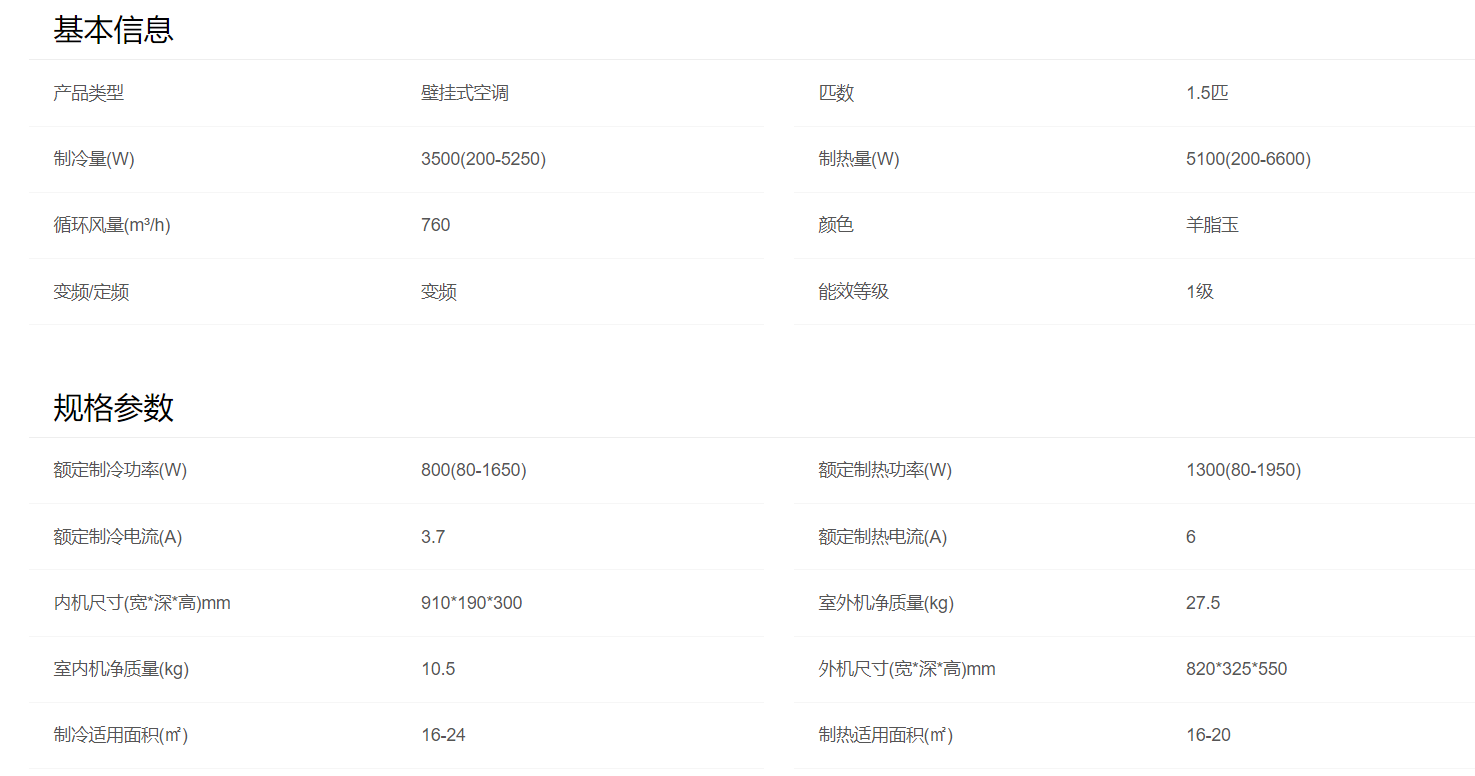 基本信息
产品类型 壁挂式空调 匹数 1.5匹
制冷量(W) 3500(200-5250) 制热量(W) 5100(200-6600)
循环风量(m³/h) 760 颜色 羊脂玉
变频/定频 变频 能效等级 1级
规格参数
额定制冷功率(W) 800(80-1650) 额定制热功率(W) 1300(80-1950)
额定制冷电流(A) 3.7 额定制热电流(A) 6
内机尺寸(宽*深*高)mm 910*190*300 室外机净质量(kg) 27.5
室内机净质量(kg) 10.5 外机尺寸(宽*深*高)mm 820*325*550
制冷适用面积(㎡) 16-24 制热适用面积(㎡) 16-20